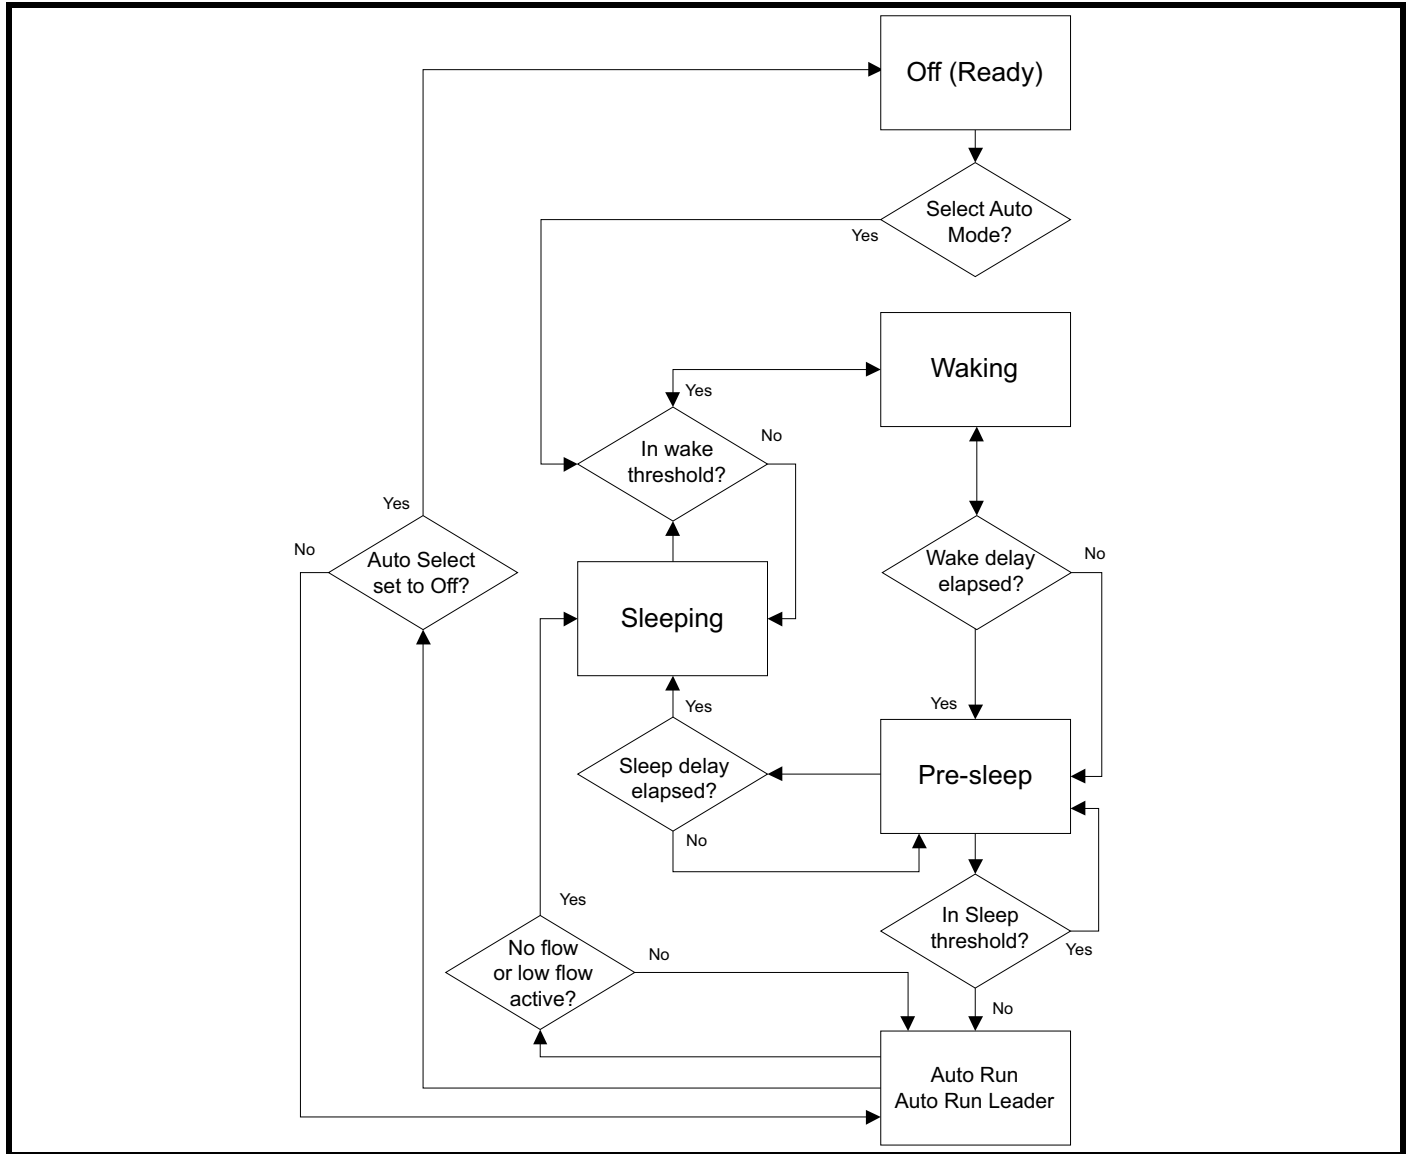 Off (Ready)
Select Auto
Mode?
Yes
Waking
Yes
In wake
threshold?
No
Yes
No
Auto Select
set to Off?
Wake delay
elapsed?
No
Sleeping
Yes
Yes
Sleep delay
elapsed?
No
Pre-sleep
Yes
No flow
or low flow
active?
No
In Sleep
threshold?
Yes
No
Auto Run
Auto Run Leader